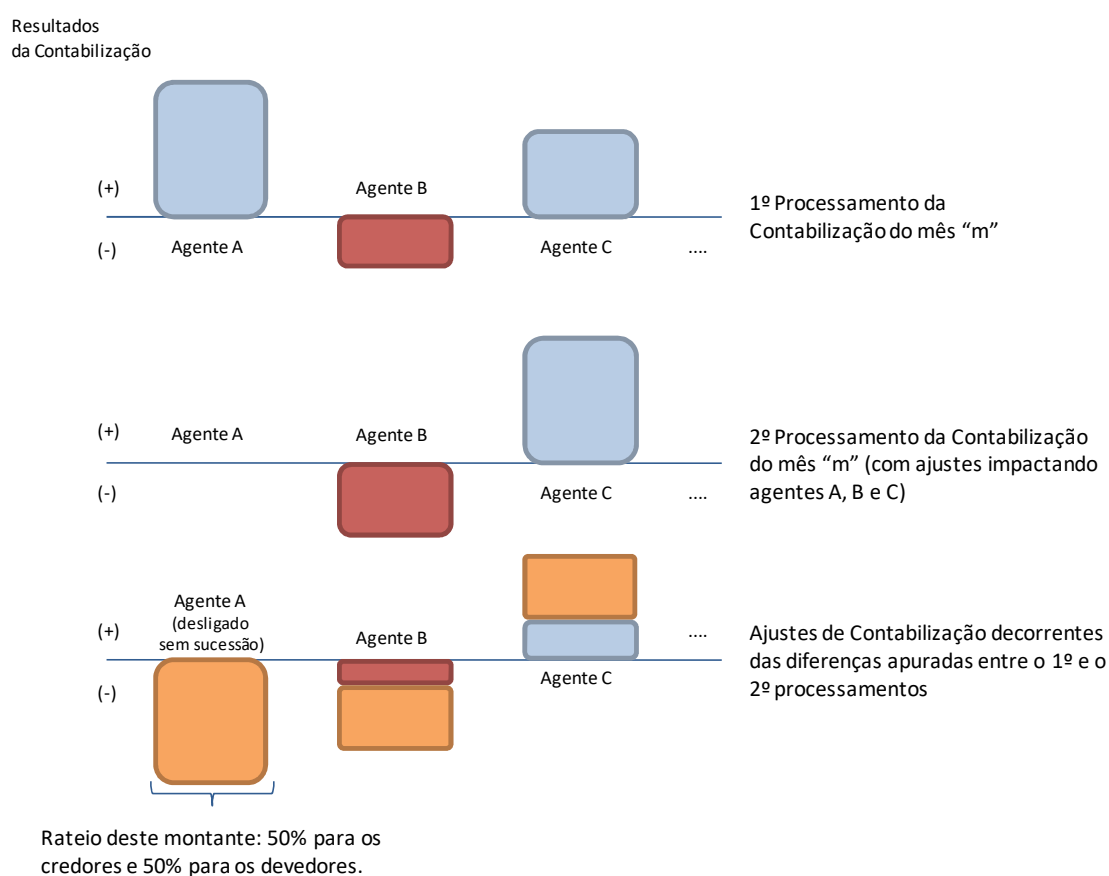 Resultados
da Contabilização
(+)
Agente B
(-)
Agente A
Agente C
....
1º Processamento da
Contabilização do mês “m”
(+)
Agente A
Agente B
(-)
Agente C
....
2º Processamento da Contabilização
do mês “m” (com ajustes impactando
agentes A, B e C)
Agente A
(desligado
sem sucessão)
(+)
Agente B
....
(-)
Agente C
Ajustes de Contabilização decorrentes
das diferenças apuradas entre o 1º e o
2º processamentos
Rateio deste montante: 50% para os
credores e 50% para os devedores.